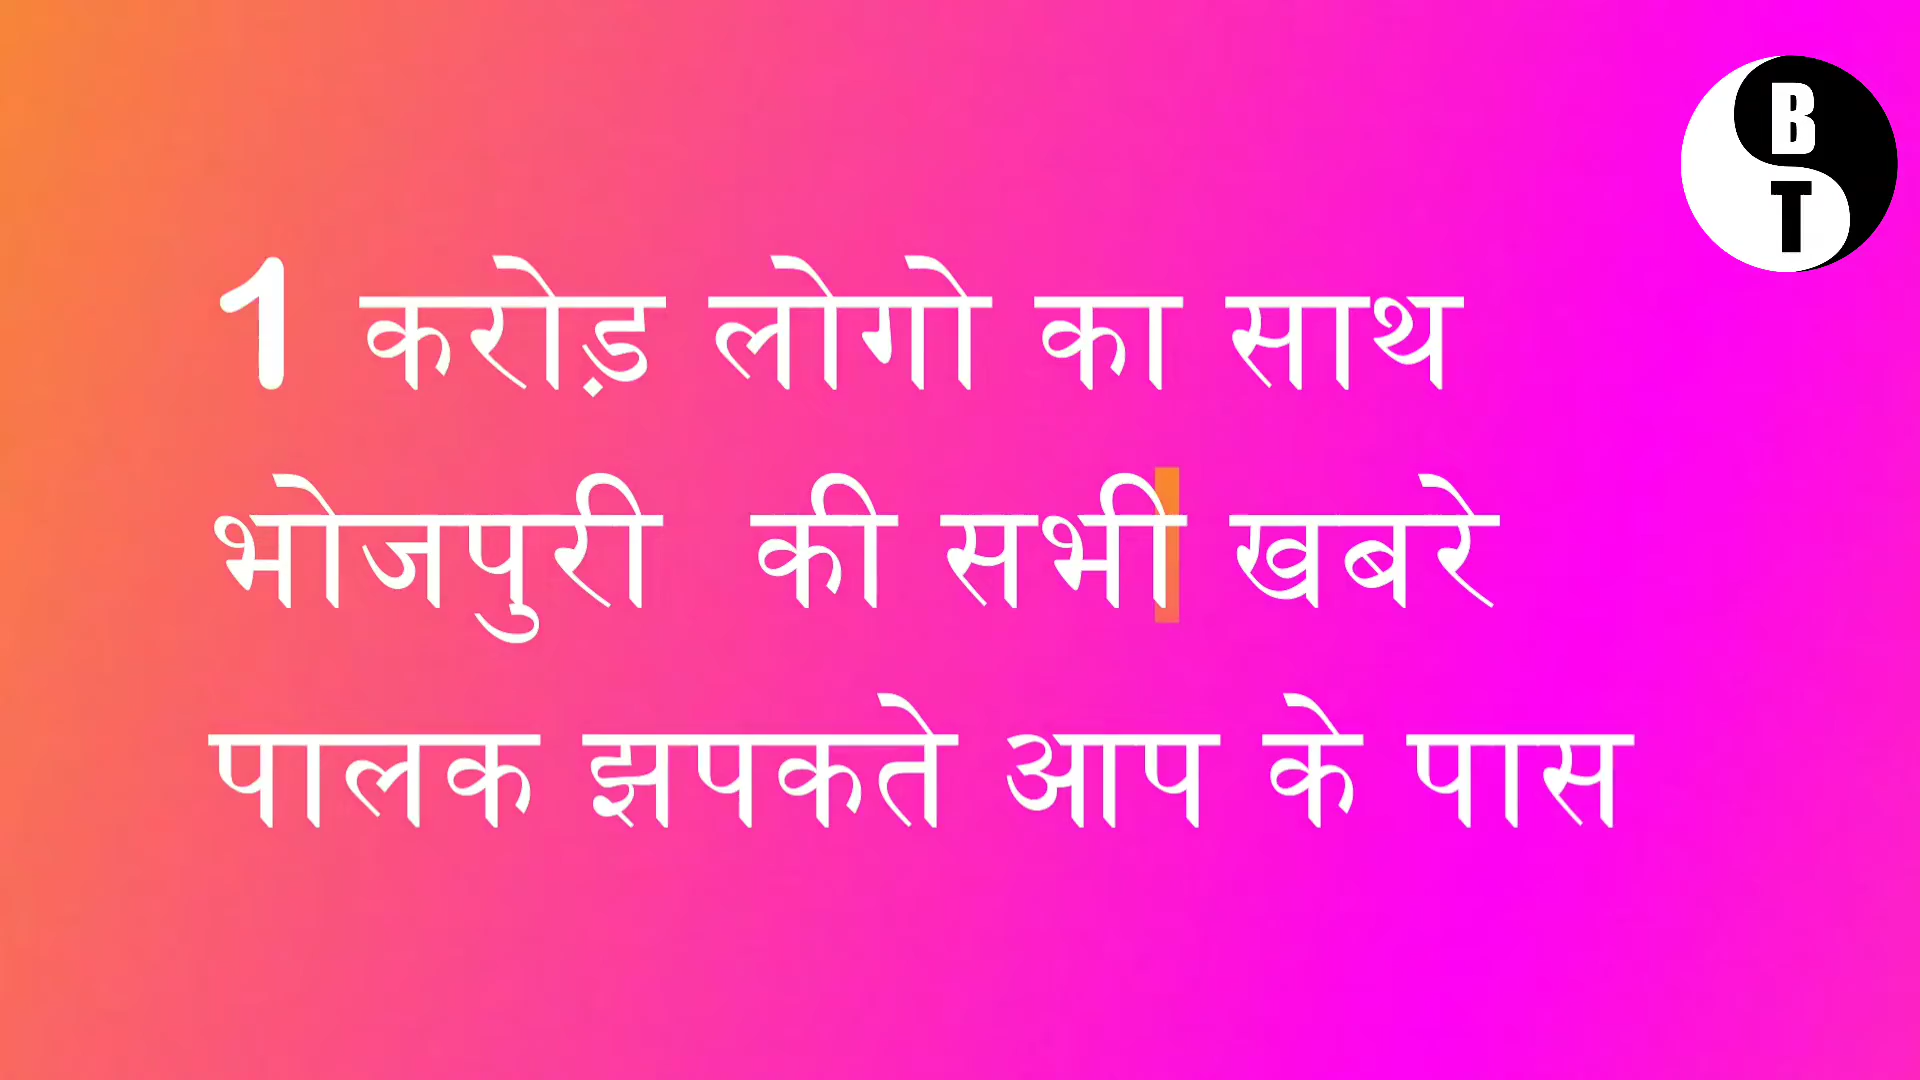 B
T
1 करोड़ लोगो का साथ
भोजपुरी की सभी खबरे
पालक झपकते आप के पास